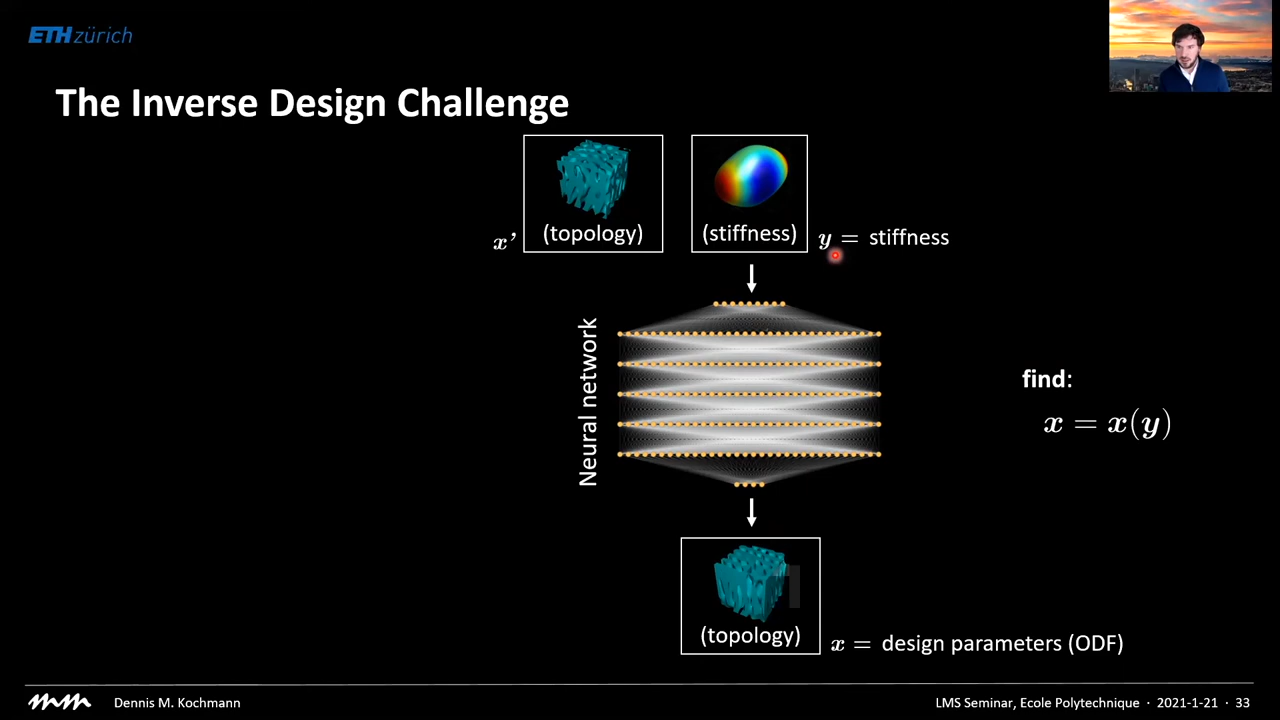 ETH zürich
The Inverse Design Challenge
x’ (topology) (stiffness) y = stiffness
Neural network
find:
x = x(y)
(topology)
x = design parameters (ODF)
Dennis M. Kochmann LMS Seminar, Ecole Polytechnique · 2021-1-21 · 33